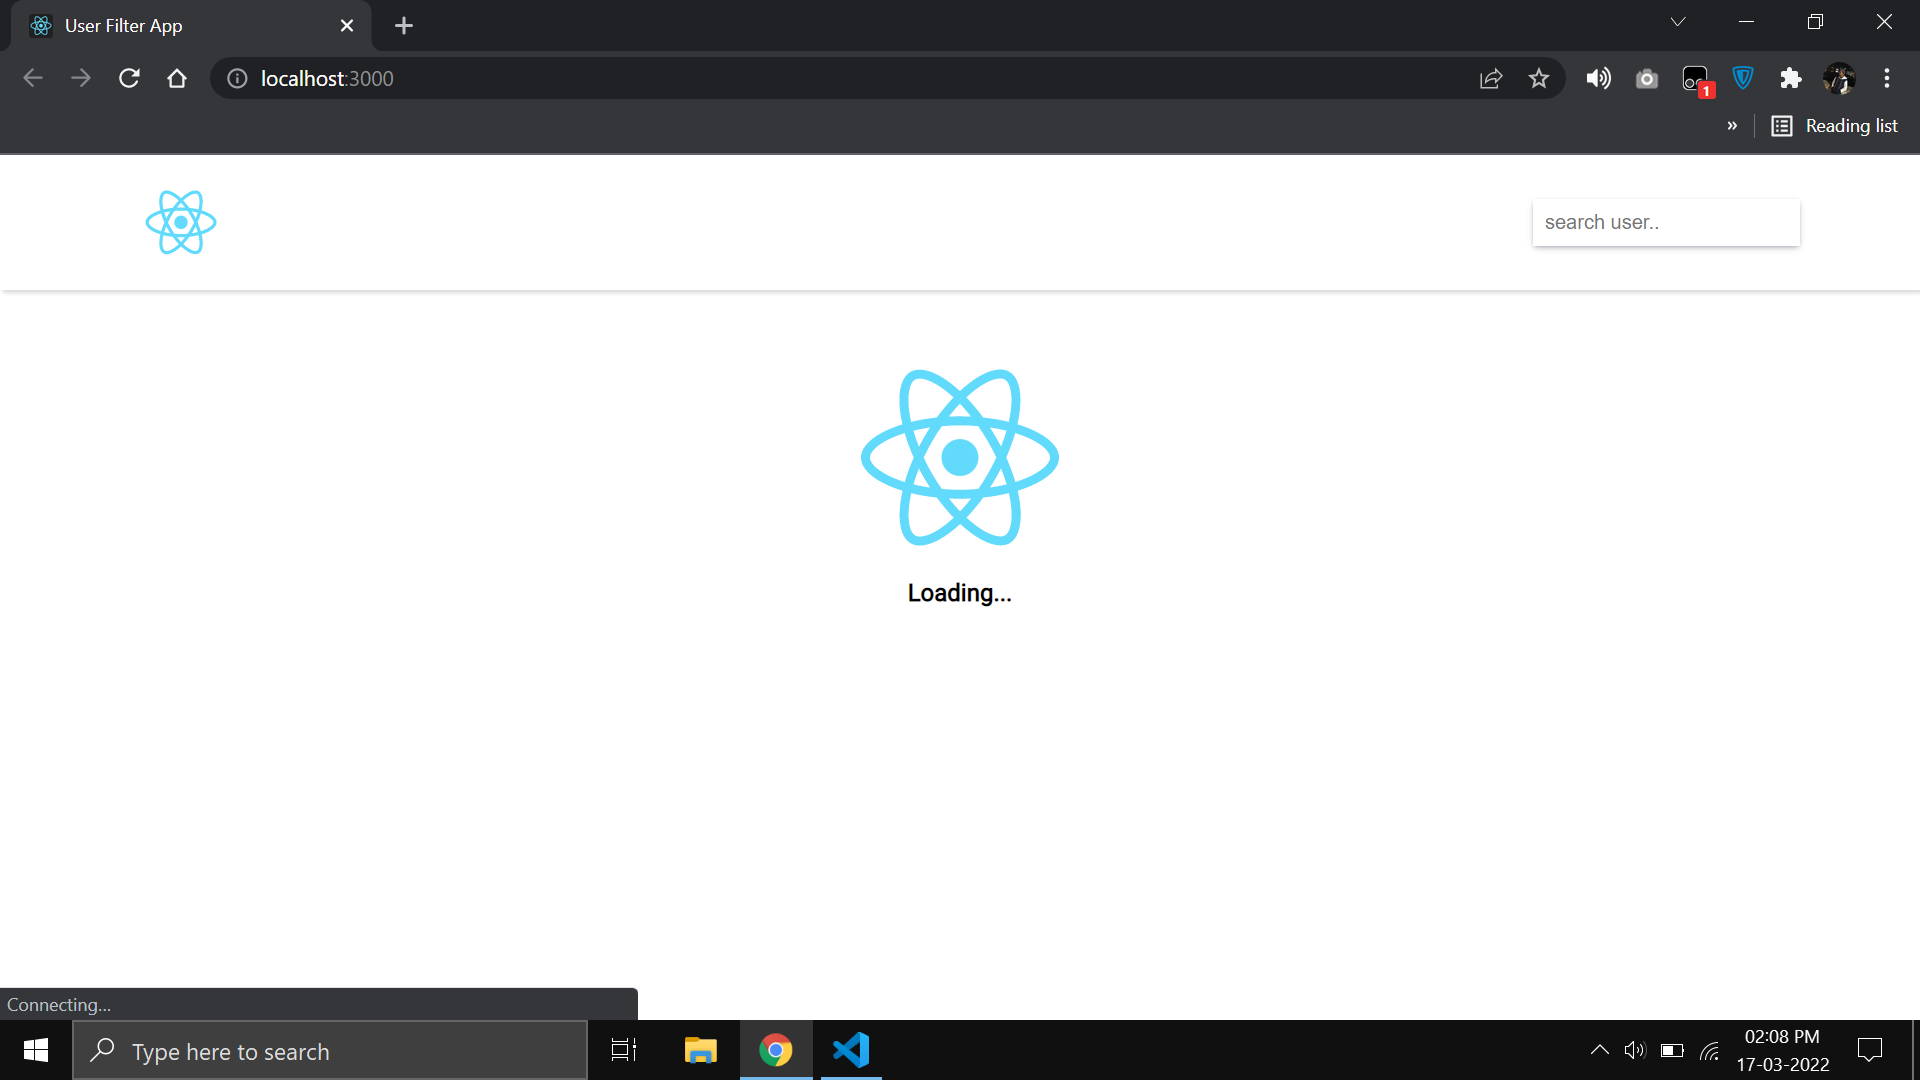 User Filter App
localhost:3000
1
» Reading list
search user..
Loading...
Connecting...
Type here to search
02:08 PM
17-03-2022